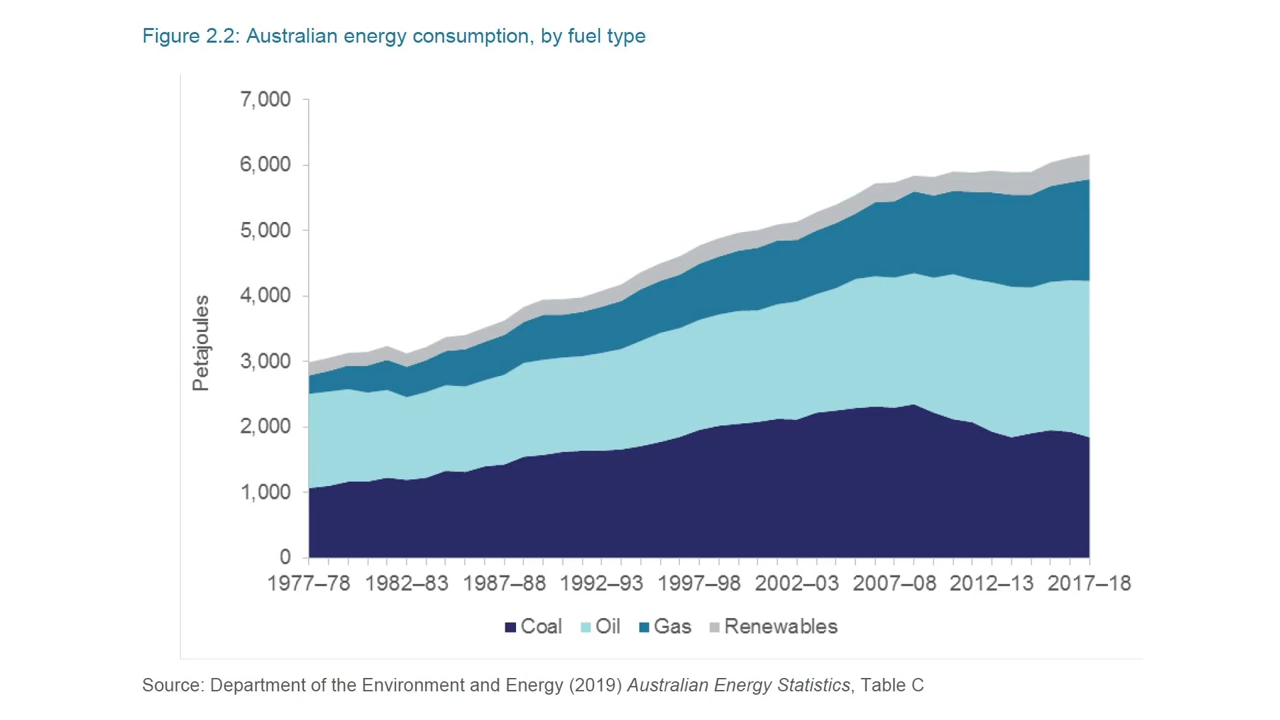 Figure 2.2: Australian energy consumption, by fuel type
7,000
6,000
5,000
4,000
3,000
2,000
1,000
0
Petajoules
1977–78 1982–83 1987–88 1992–93 1997–98 2002–03 2007–08 2012–13 2017–18
Coal Oil Gas Renewables
Source: Department of the Environment and Energy (2019) Australian Energy Statistics, Table C